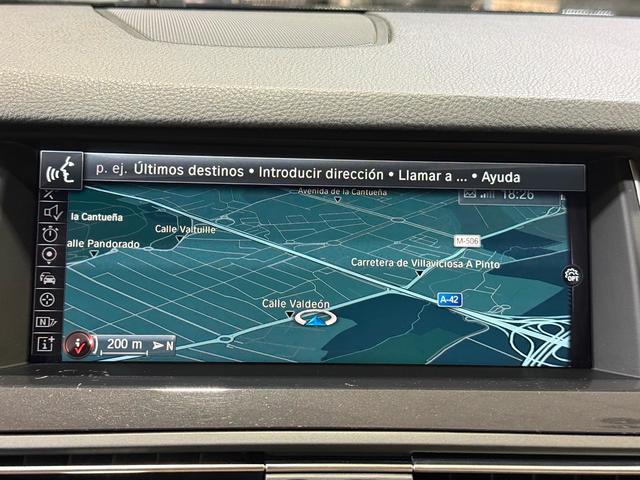 p. ej. Últimos destinos • Introducir dirección • Llamar a ... • Ayuda
Avenida de la Cantueña
18:26
la Cantueña
Calle Valtuille
alle Pandorado
M-506
Carretera de Villaviciosa A Pinto
OFF
A-42
Calle Valdeón
200 m
N